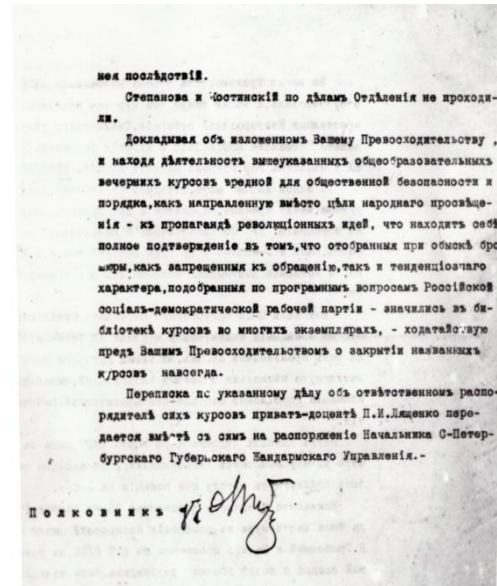 нея послѣдствій.
Степанова и Костинскій по дѣламъ Отдѣленія не проходи-
ли.
Докладывая объ изложенномъ Вашему Превосходительству ,
и находя дѣятельность вышеуказанныхъ общеобразовательныхъ
вечернихъ курсовъ вредной для общественной безопасности и
порядка,какъ направленную вмѣсто цѣли народнаго просвѣще-
нія - къ пропагандѣ революціонныхъ идей, что находитъ себѣ
полное подтвержденіе въ томъ,что отобранныя при обыскѣ бро
шюры,какъ запрещенныя къ обращенію,такъ и тенденціознаго
характера,подобранныя по програмнымъ вопросамъ Россійской
соціалъ-демократической рабочей партіи - значились въ би-
бліотекѣ курсовъ во многихъ экземплярахъ, - ходатайствую
предъ Вашимъ Превосходительствомъ о закрытіи названныхъ
курсовъ навсегда.
Переписка по указанному дѣлу объ отвѣтственномъ распо-
рядителѣ сихъ курсовъ приватъ-доцентѣ П.И.Лященко пере-
дается вмѣстѣ съ симъ на распоряженіе Начальника С-Петер-
бургскаго Губернскаго Жандармскаго Управленія.-
Полковникъ